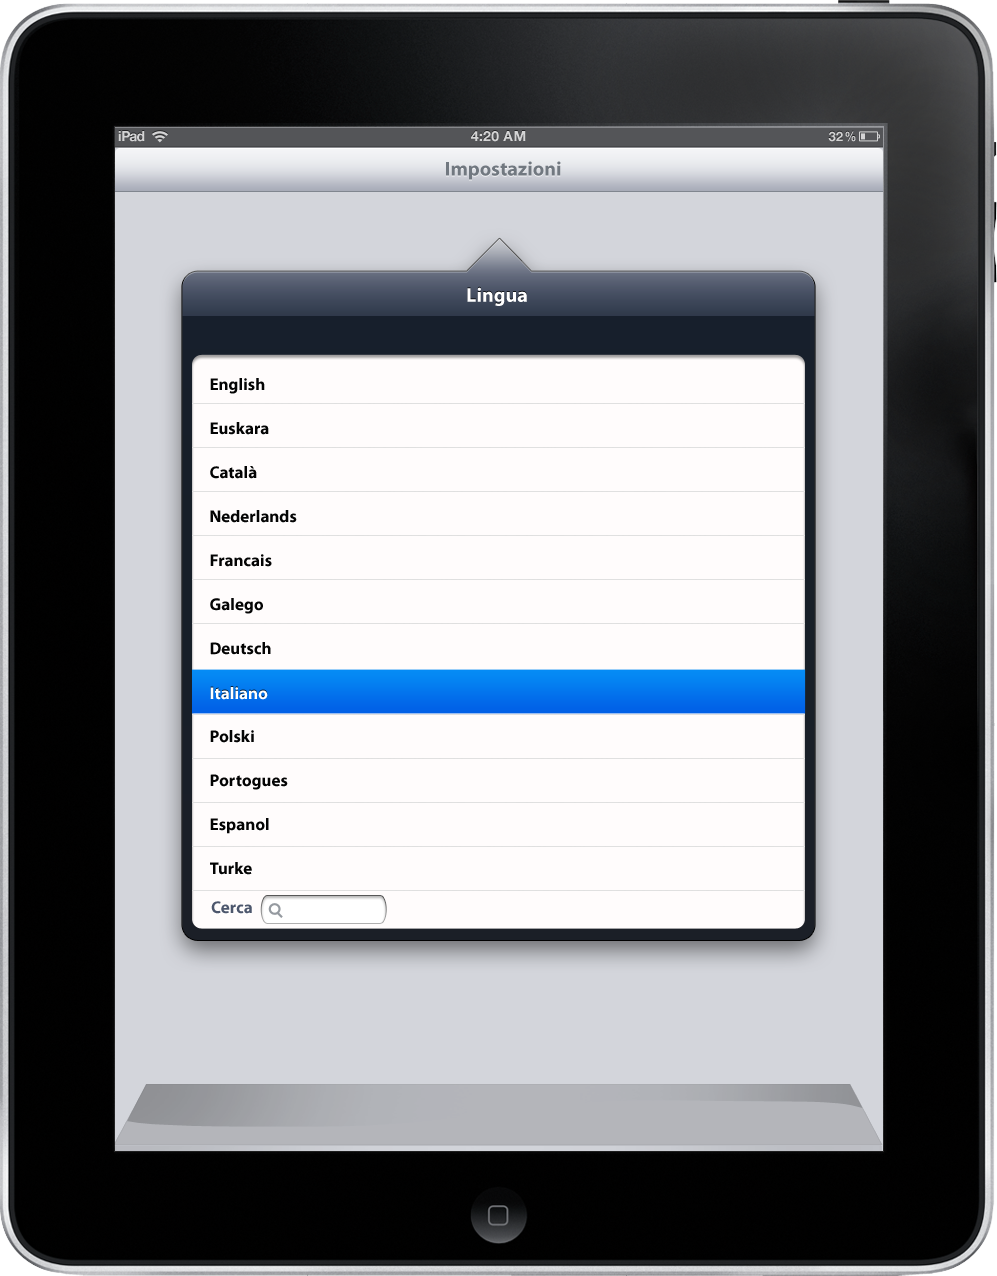 iPad 4:20 AM 32%
Impostazioni
Lingua
English
Euskara
Català
Nederlands
Francais
Galego
Deutsch
Italiano
Polski
Portogues
Espanol
Turke
Cerca